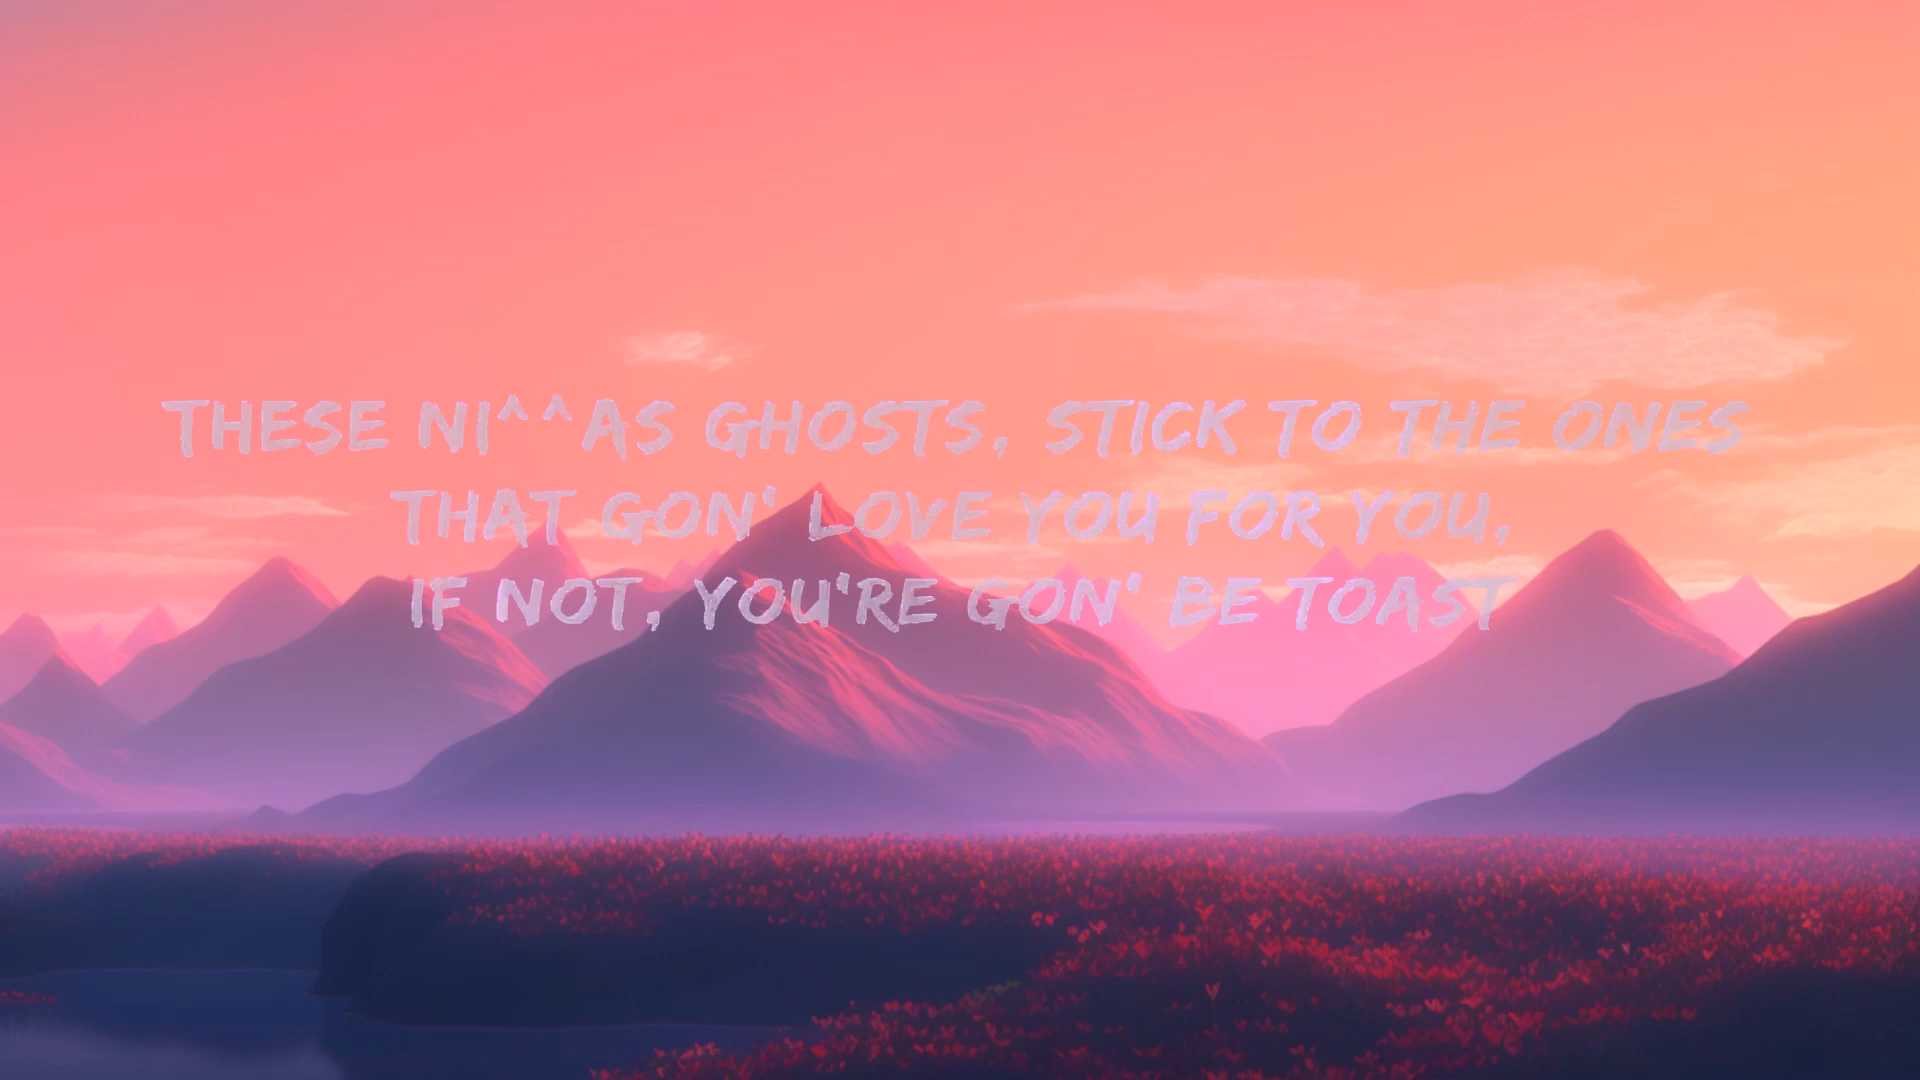 THESE NI^^AS GHOSTS, STICK TO THE ONES
THAT GON' LOVE YOU FOR YOU,
IF NOT, YOU'RE GON' BE TOAST